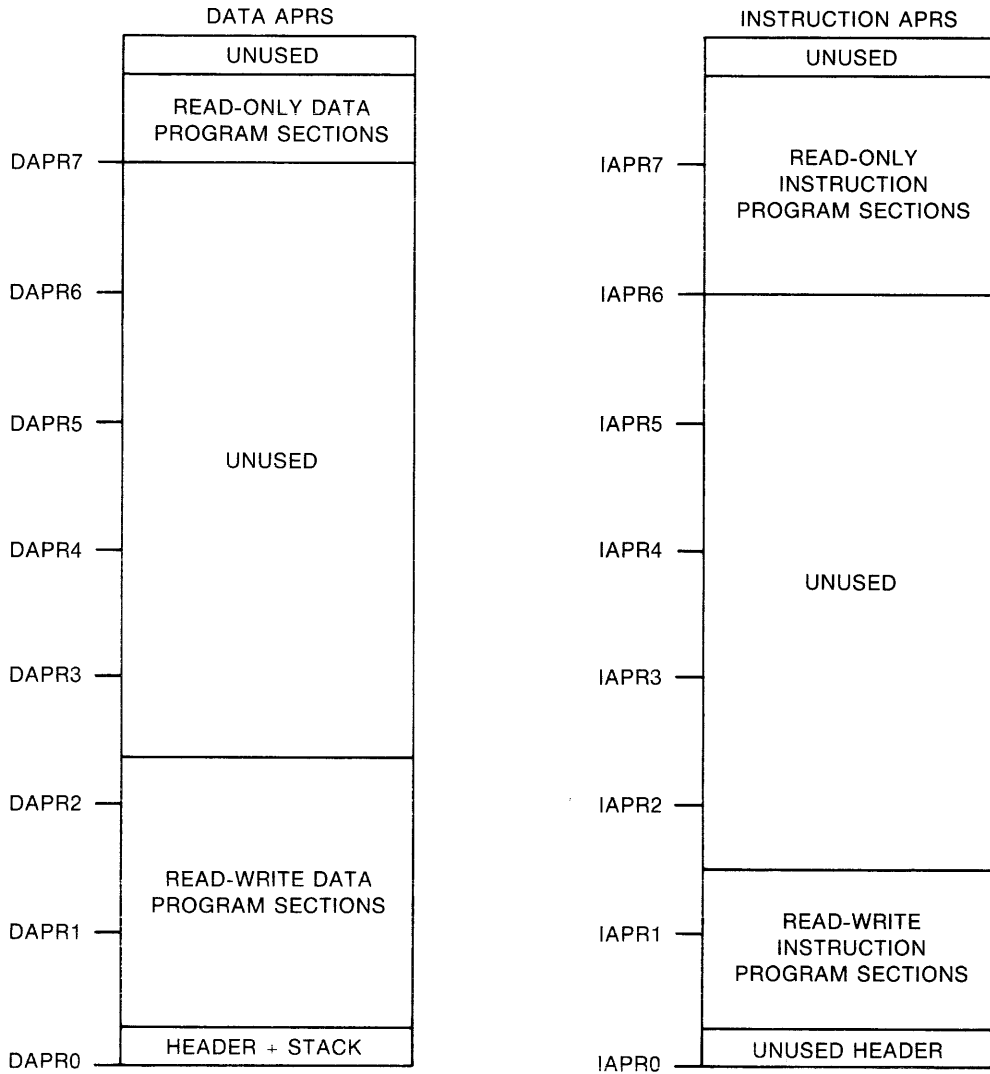 DATA APRS
UNUSED
READ-ONLY DATA
PROGRAM SECTIONS
DAPR7
DAPR6
DAPR5
UNUSED
DAPR4
DAPR3
DAPR2
READ-WRITE DATA
PROGRAM SECTIONS
DAPR1
HEADER + STACK
DAPR0
INSTRUCTION APRS
UNUSED
IAPR7
READ-ONLY
INSTRUCTION
PROGRAM SECTIONS
IAPR6
IAPR5
IAPR4
UNUSED
IAPR3
IAPR2
READ-WRITE
IAPR1
INSTRUCTION
PROGRAM SECTIONS
UNUSED HEADER
IAPR0